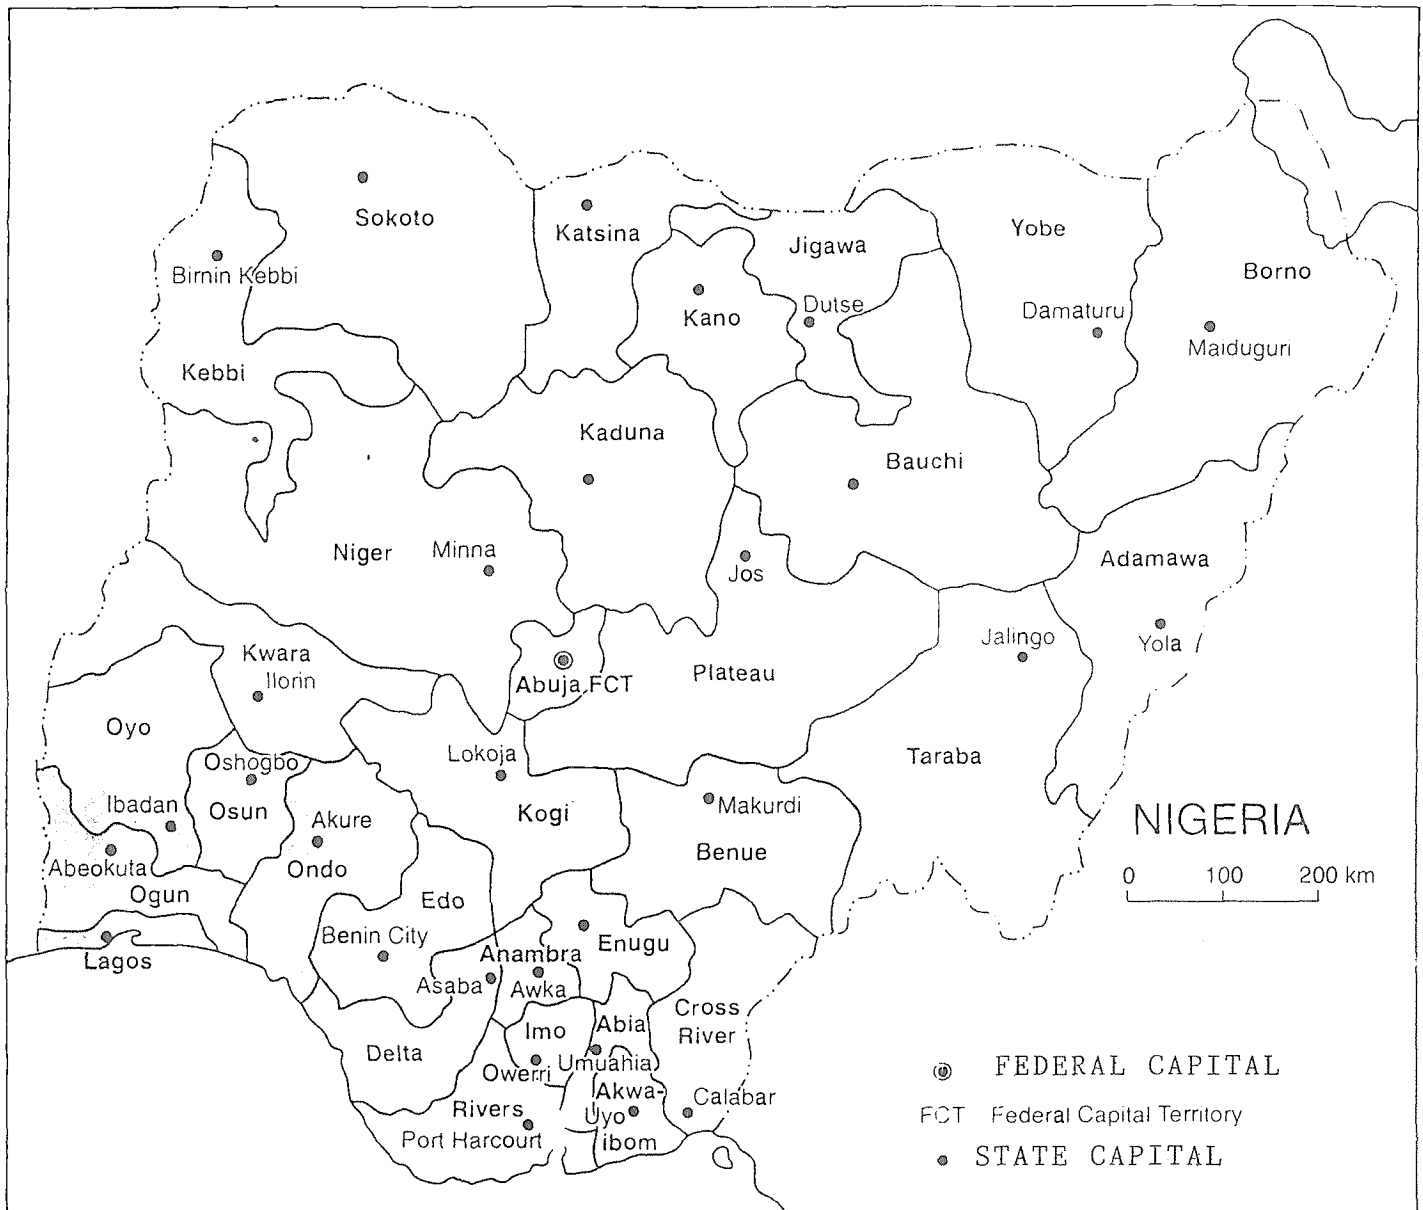 Sokoto
Katsina
Birnin Kebbi
Kebbi
Jigawa
Yobe
Borno
Kano
Dutse
Damaturu
Maiduguri
Kaduna
Bauchi
Niger
Minna
Jos
Adamawa
Yola
Jalingo
Kwara
Ilorin
Abuja FCT
Plateau
Oyo
Oshogbo
Osun
Lokoja
Kogi
Taraba
Ibadan
Akure
Ondo
Makurdi
Benue
Abeokuta
Ogun
Lagos
Edo
Benin City
Enugu
Anambra
Awka
Asaba
Delta
Imo
Owerri
Abia
Umuahia
Cross
River
Akwa-
Uyo
ibom
Calabar
Rivers
Port Harcourt
NIGERIA
0 100 200 km
FEDERAL CAPITAL
FCT Federal Capital Territory
STATE CAPITAL